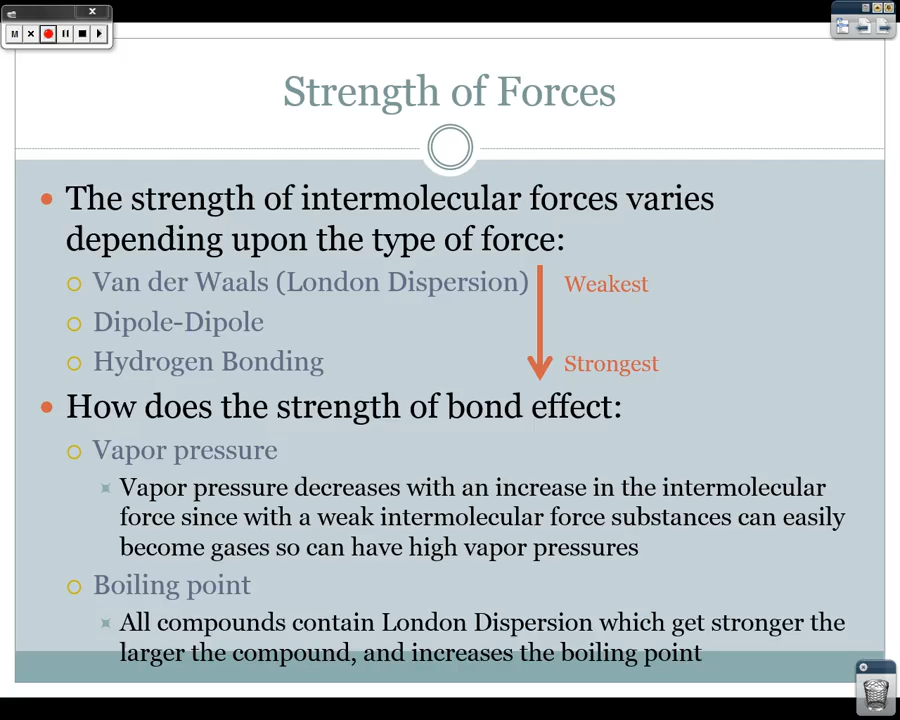 M
Strength of Forces
The strength of intermolecular forces varies
depending upon the type of force:
Van der Waals (London Dispersion)
Weakest
Dipole-Dipole
Hydrogen Bonding
Strongest
How does the strength of bond effect:
Vapor pressure
Vapor pressure decreases with an increase in the intermolecular
force since with a weak intermolecular force substances can easily
become gases so can have high vapor pressures
Boiling point
All compounds contain London Dispersion which get stronger the
larger the compound, and increases the boiling point